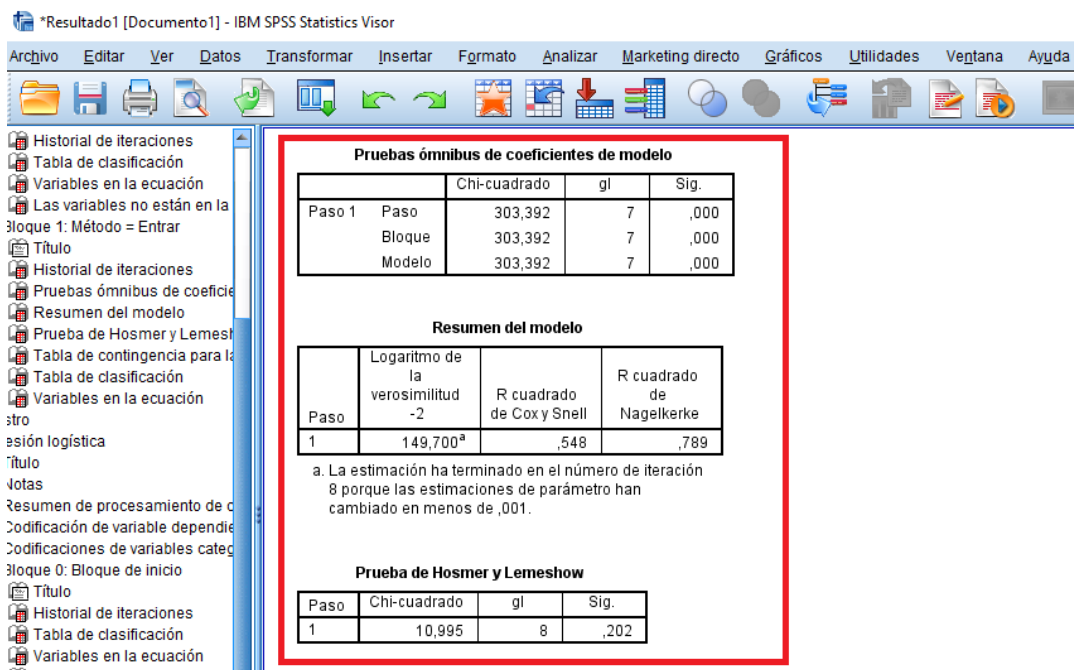 *Resultado1 [Documento1] - IBM SPSS Statistics Visor
Archivo Editar Ver Datos Transformar Insertar Formato Analizar Marketing directo Gráficos Utilidades Ventana Ayuda
Historial de iteraciones
Tabla de clasificación
Variables en la ecuación
Las variables no están en la
Bloque 1: Método = Entrar
Título
Historial de iteraciones
Pruebas ómnibus de coeficie
Resumen del modelo
Prueba de Hosmer y Lemesh
Tabla de contingencia para la
Tabla de clasificación
Variables en la ecuación
stro
esión logística
Título
Notas
Resumen de procesamiento de c
Codificación de variable dependie
Codificaciones de variables categ
Bloque 0: Bloque de inicio
Título
Historial de iteraciones
Tabla de clasificación
Variables en la ecuación
Pruebas ómnibus de coeficientes de modelo
Chi-cuadrado gl Sig.
Paso 1 Paso 303,392 7 ,000
Bloque 303,392 7 ,000
Modelo 303,392 7 ,000
Resumen del modelo
Paso
Logaritmo de
la
verosimilitud
-2
R cuadrado
de Cox y Snell
R cuadrado
de
Nagelkerke
1 149,700a ,548 ,789
a. La estimación ha terminado en el número de iteración
8 porque las estimaciones de parámetro han
cambiado en menos de ,001.
Prueba de Hosmer y Lemeshow
Paso Chi-cuadrado gl Sig.
1 10,995 8 ,202